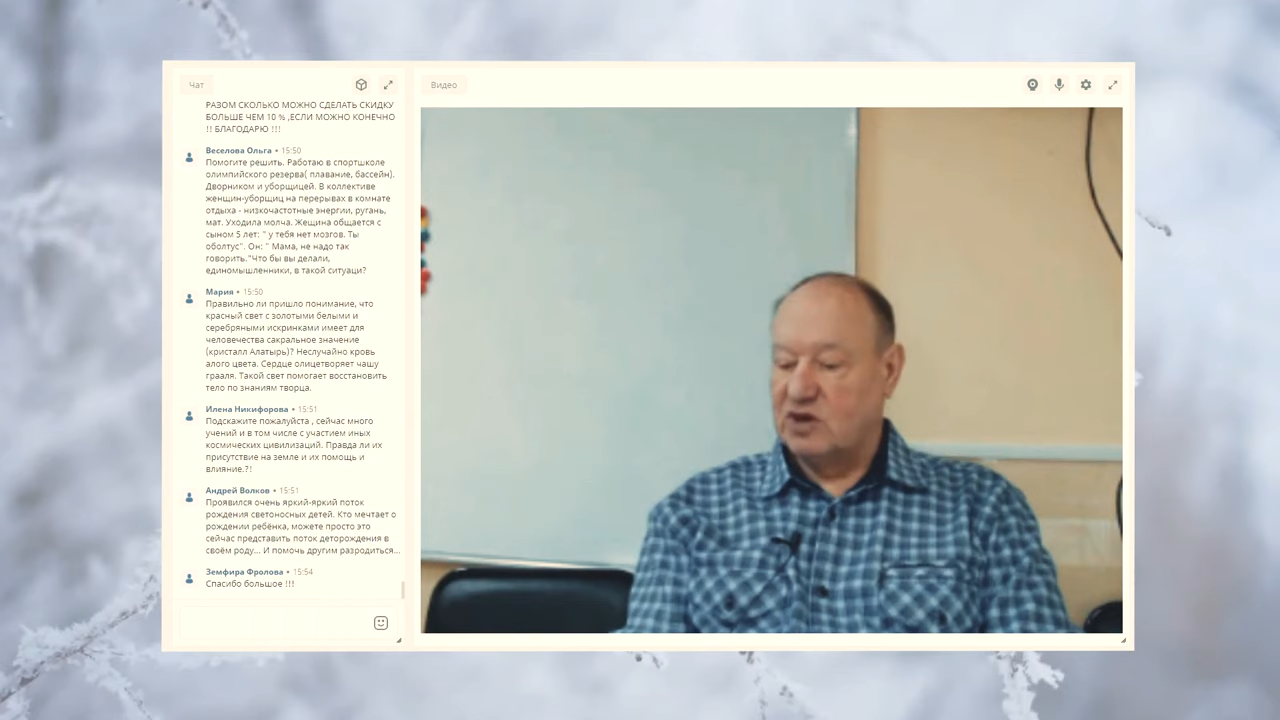 Чат
РАЗОМ СКОЛЬКО МОЖНО СДЕЛАТЬ СКИДКУ
БОЛЬШЕ ЧЕМ 10 % ,ЕСЛИ МОЖНО КОНЕЧНО
!! БЛАГОДАРЮ !!!
Веселова Ольга • 15:50
Помогите решить. Работаю в спортшколе
олимпийского резерва( плавание, бассейн).
Дворником и уборщицей. В коллективе
женщин-уборщиц на перерывах в комнате
отдыха - низкочастотные энергии, ругань,
мат. Уходила молча. Жещина общается с
сыном 5 лет: " у тебя нет мозгов. Ты
оболтус". Он: " Мама, не надо так
говорить."Что бы вы делали,
единомышленники, в такой ситуаци?
Мария • 15:50
Правильно ли пришло понимание, что
красный свет с золотыми белыми и
серебряными искринками имеет для
человечества сакральное значение
(кристалл Алатырь)? Неслучайно кровь
алого цвета. Сердце олицетворяет чашу
грааля. Такой свет помогает восстановить
тело по знаниям творца.
Илена Никифорова • 15:51
Подскажите пожалуйста , сейчас много
учений и в том числе с участием иных
космических цивилизаций. Правда ли их
присутствие на земле и их помощь и
влияние.?!
Андрей Волков • 15:51
Проявился очень яркий-яркий поток
рождения светоносных детей. Кто мечтает о
рождении ребёнка, можете просто это
сейчас представить поток деторождения в
своём роду... И помочь другим разродиться...
Земфира Фролова • 15:54
Спасибо большое !!!
Видео